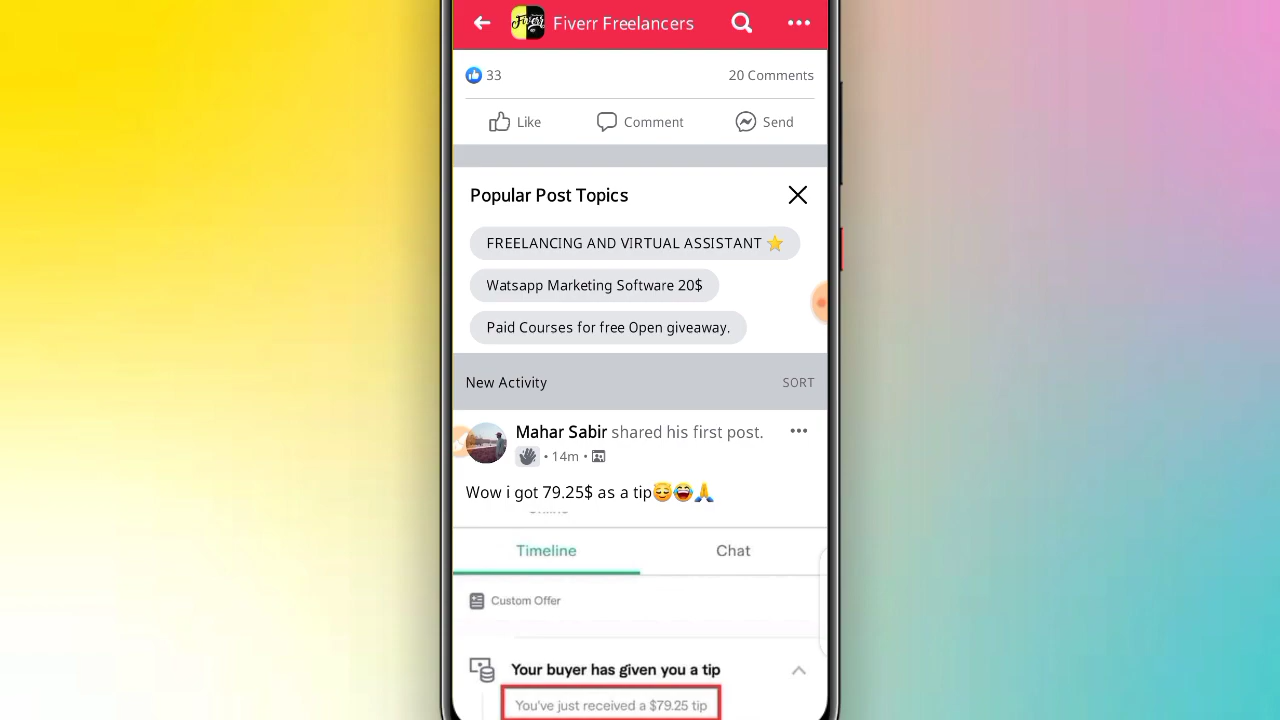 Fiverr Freelancers
33
20 Comments
Like Comment Send
Popular Post Topics
FREELANCING AND VIRTUAL ASSISTANT ⭐
Watsapp Marketing Software 20$
Paid Courses for free Open giveaway.
New Activity
SORT
Mahar Sabir shared his first post.
• 14m •
Wow i got 79.25$ as a tip😇😂🙏
Timeline
Chat
Custom Offer
Your buyer has given you a tip
You've just received a $79.25 tip